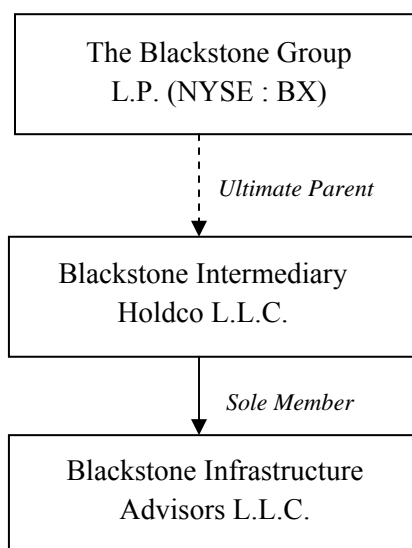 The Blackstone Group
L.P. (NYSE : BX)
Ultimate Parent
Blackstone Intermediary
Holdco L.L.C.
Sole Member
Blackstone Infrastructure
Advisors L.L.C.